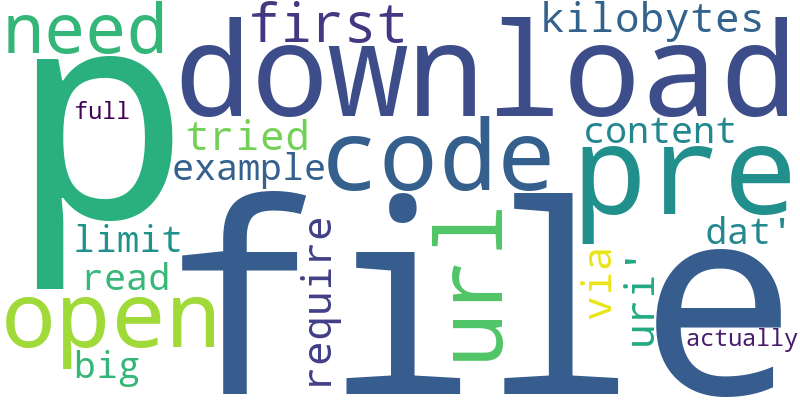 need
first
kilobytes
p
download
full
tried
code
content
example
pre
limit
require
url
dat'
read
file
via
uri'
open
big
actually